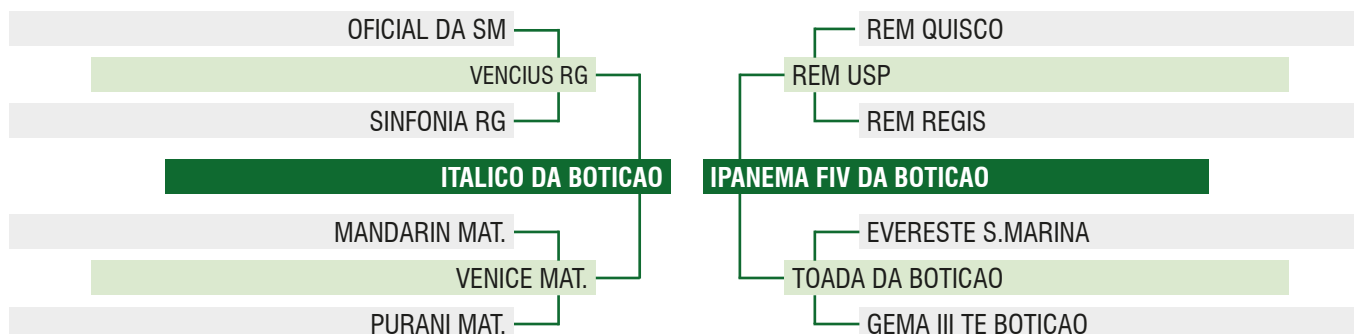 OFICIAL DA SM
VENCIUS RG
SINFONIA RG
ITALICO DA BOTICAO
MANDARIN MAT.
VENICE MAT.
PURANI MAT.
REM QUISCO
REM USP
REM REGIS
IPANEMA FIV DA BOTICAO
EVERESTE S.MARINA
TOADA DA BOTICAO
GEMA III TE BOTICAO